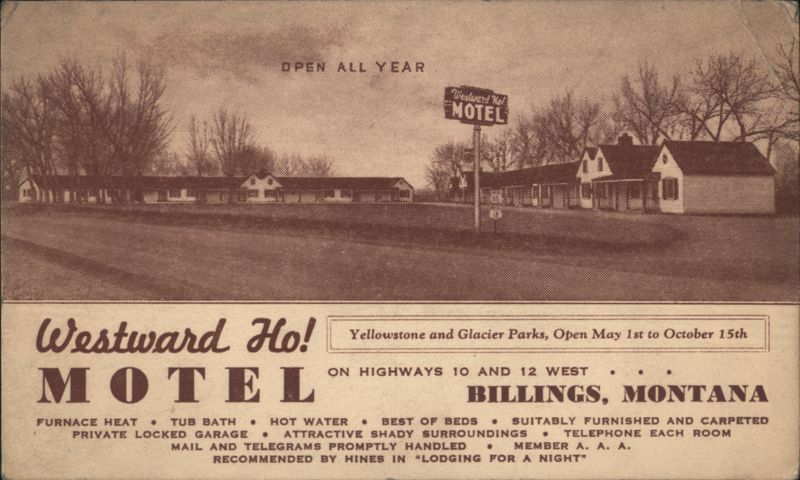 OPEN ALL YEAR
Westward Ho!
MOTEL
Westward Ho!
MOTEL
Yellowstone and Glacier Parks, Open May 1st to October 15th
ON HIGHWAYS 10 AND 12 WEST • • •
BILLINGS, MONTANA
FURNACE HEAT • TUB BATH • HOT WATER • BEST OF BEDS • SUITABLY FURNISHED AND CARPETED
PRIVATE LOCKED GARAGE • ATTRACTIVE SHADY SURROUNDINGS • TELEPHONE EACH ROOM
MAIL AND TELEGRAMS PROMPTLY HANDLED • MEMBER A. A. A.
RECOMMENDED BY HINES IN "LODGING FOR A NIGHT"